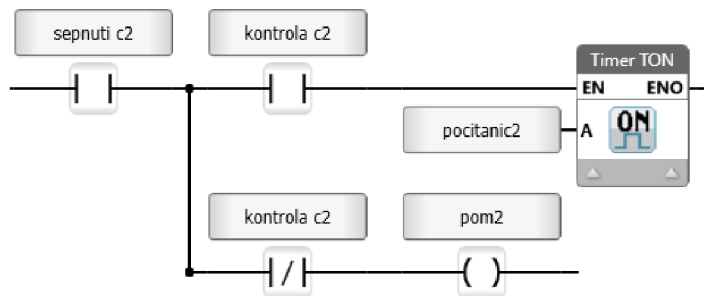 sepnuti c2
kontrola c2
Timer TON
EN ENO
pocitanic2
A
ON
kontrola c2
pom2